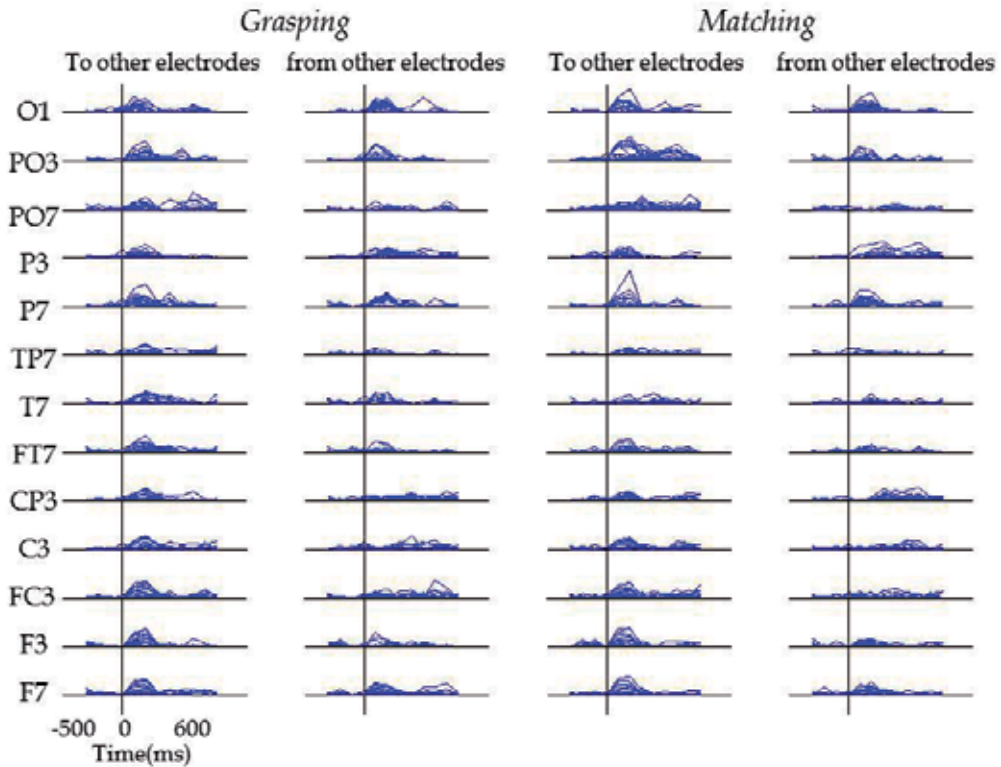 Grasping Matching
To other electrodes from other electrodes To other electrodes from other electrodes
O1
PO3
PO7
P3
P7
TP7
T7
FT7
CP3
C3
FC3
F3
F7
-500 0 600
Time(ms)